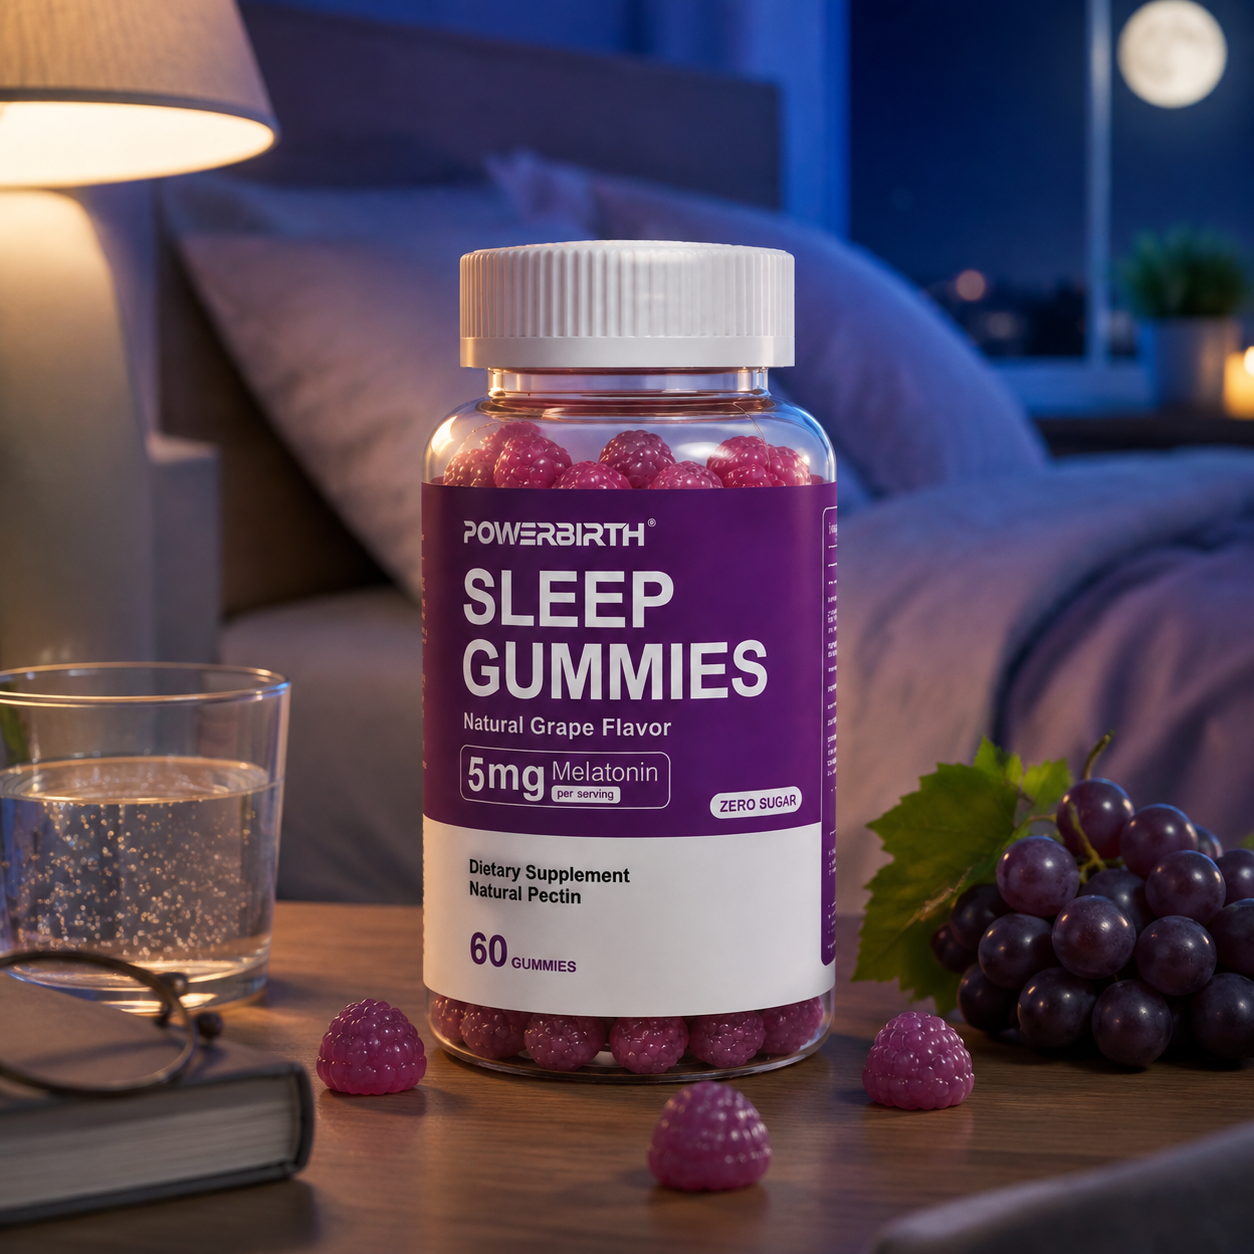 POWERBIRTH®
SLEEP
GUMMIES
Natural Grape Flavor
5mg Melatonin
per serving
ZERO SUGAR
Dietary Supplement
Natural Pectin
60 GUMMIES